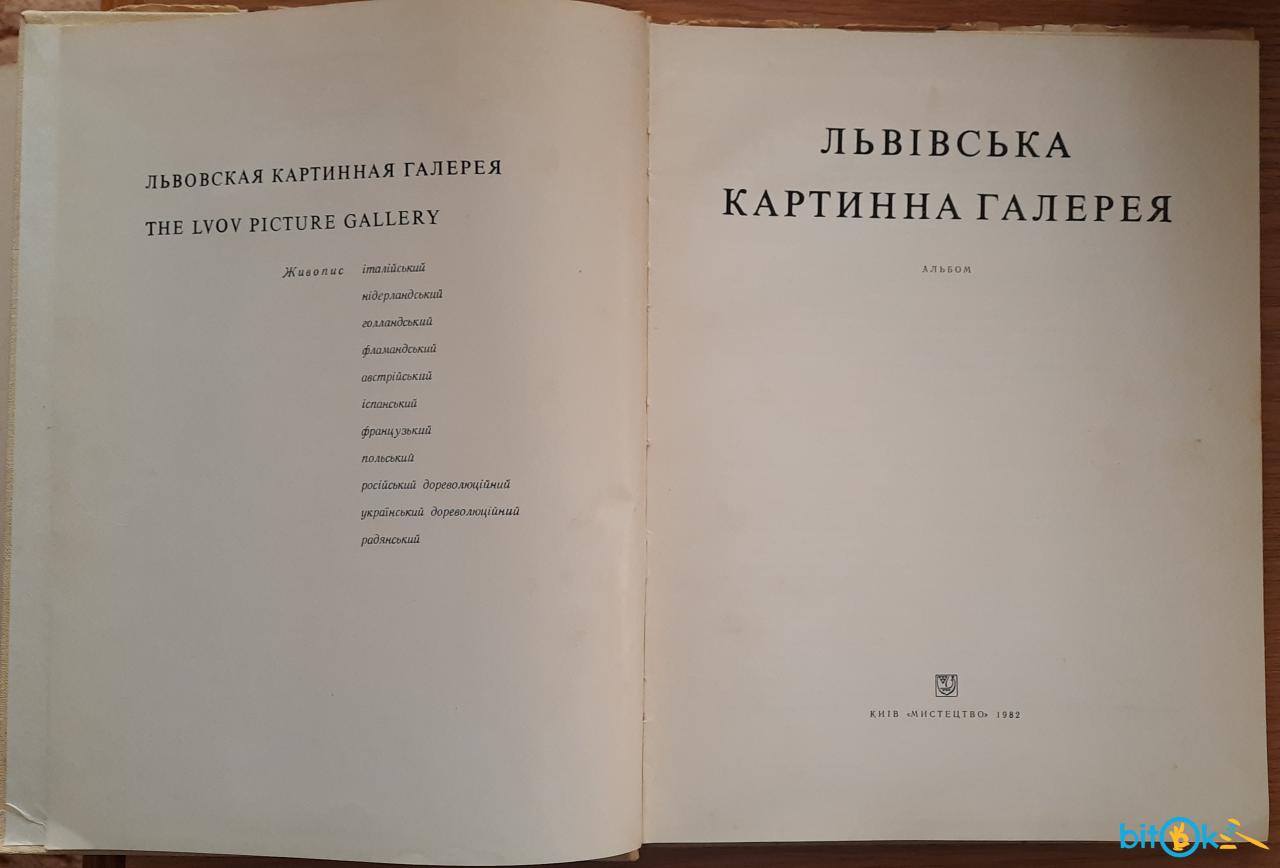 ЛЬВОВСКАЯ КАРТИННАЯ ГАЛЕРЕЯ
THE LVOV PICTURE GALLERY
Живопис італійський
нідерландський
голландський
фламандський
австрійський
іспанський
французький
польський
російський дореволюційний
український дореволюційний
радянський
ЛЬВІВСЬКА
КАРТИННА ГАЛЕРЕЯ
АЛЬБОМ
КИЇВ «МИСТЕЦТВО» 1982
bitok